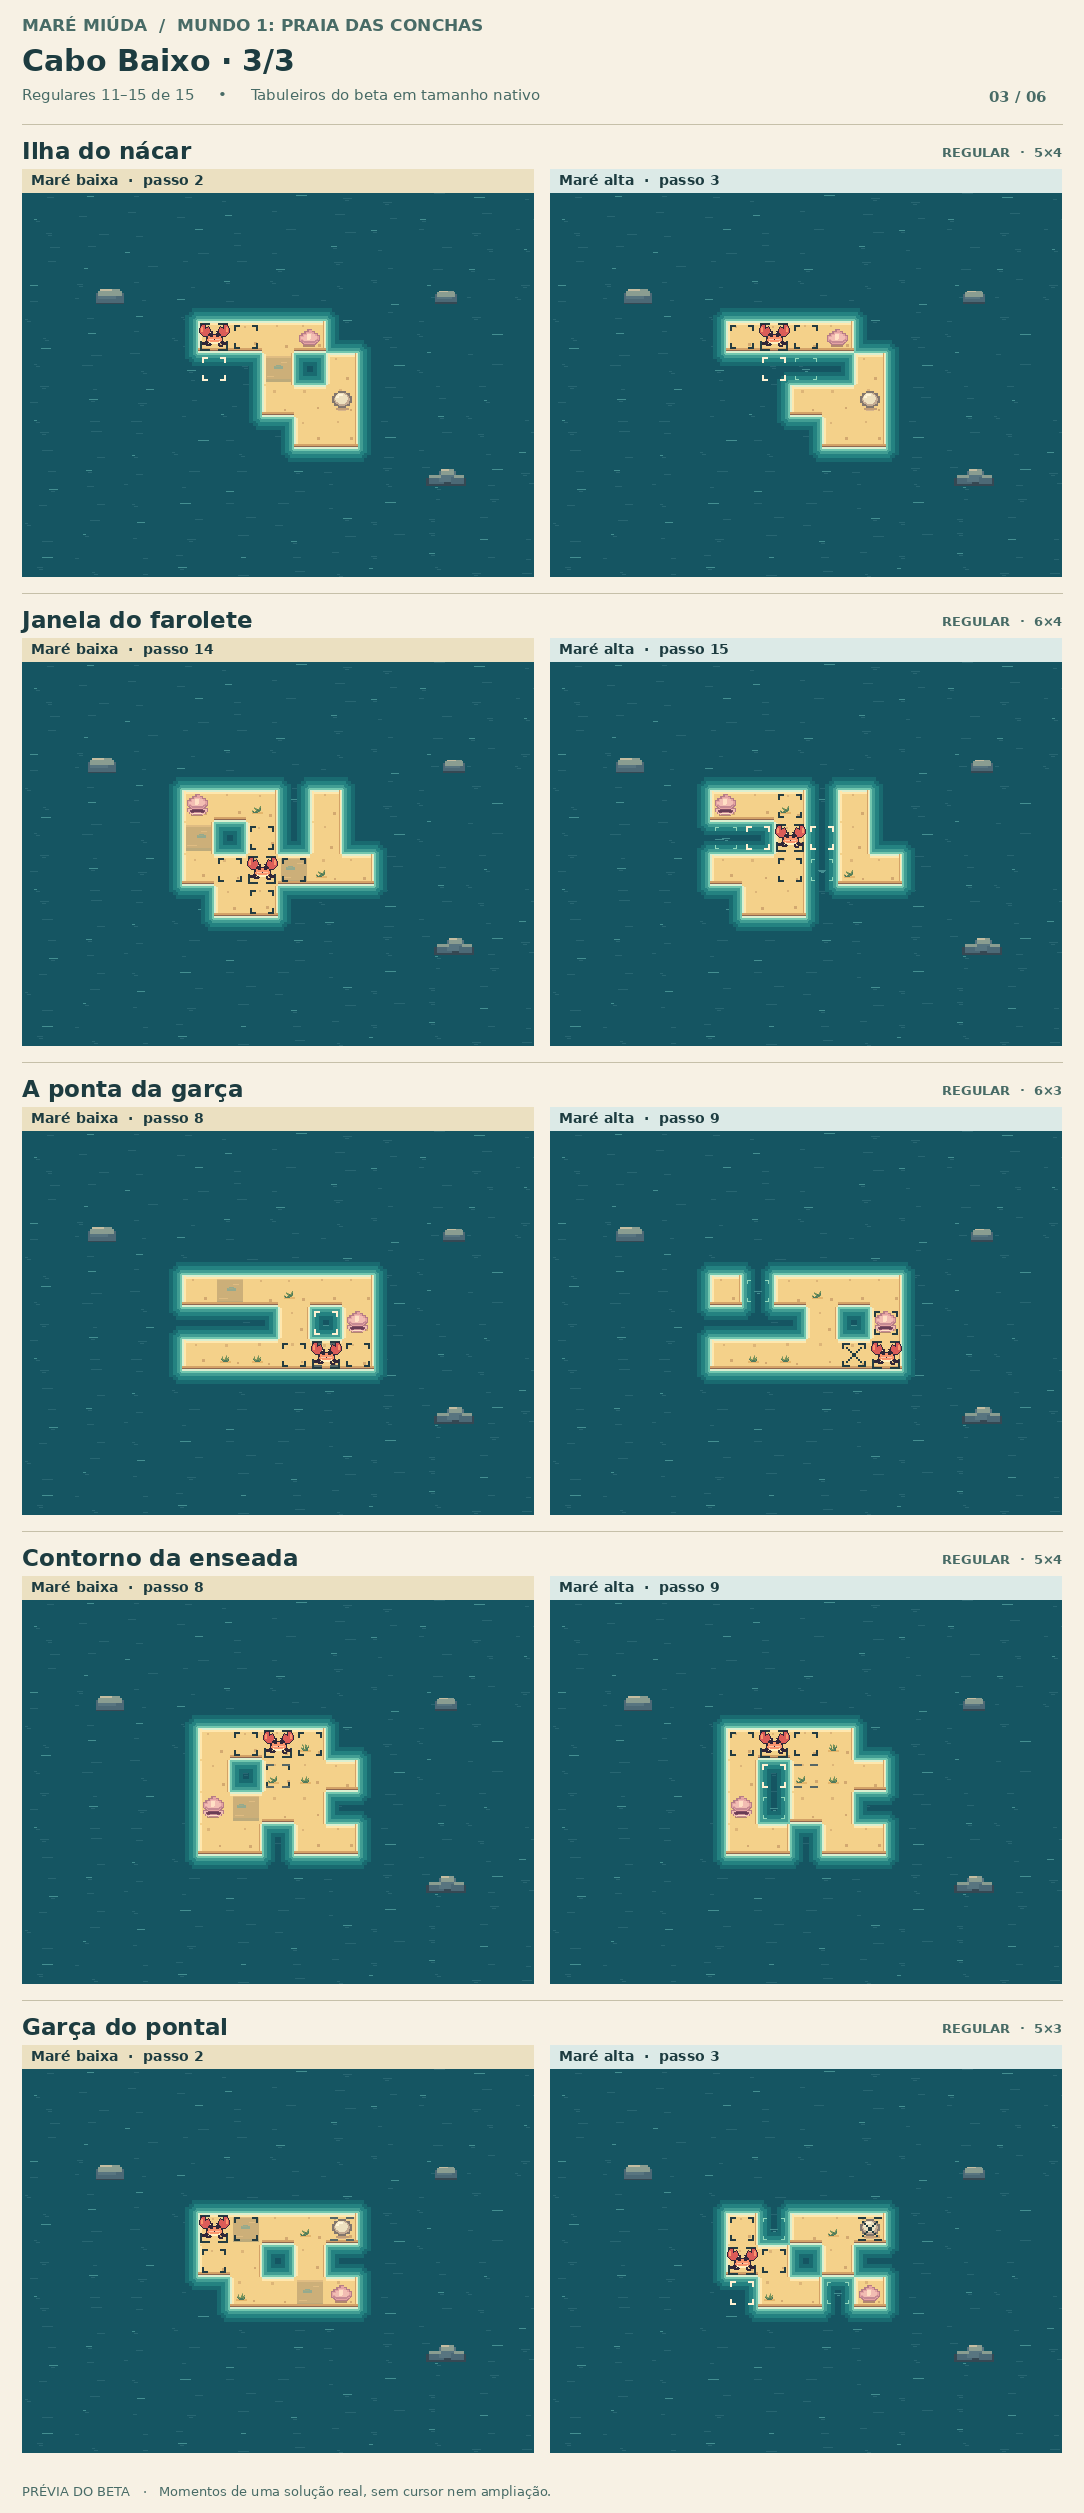 MARÉ MIÚDA / MUNDO 1: PRAIA DAS CONCHAS
Cabo Baixo · 3/3
Regulares 11–15 de 15 • Tabuleiros do beta em tamanho nativo
03 / 06
Ilha do nácar
REGULAR · 5×4
Maré baixa · passo 2
Maré alta · passo 3
Janela do farolete
REGULAR · 6×4
Maré baixa · passo 14
Maré alta · passo 15
A ponta da garça
REGULAR · 6×3
Maré baixa · passo 8
Maré alta · passo 9
Contorno da enseada
REGULAR · 5×4
Maré baixa · passo 8
Maré alta · passo 9
Garça do pontal
REGULAR · 5×3
Maré baixa · passo 2
Maré alta · passo 3
PRÉVIA DO BETA · Momentos de uma solução real, sem cursor nem ampliação.